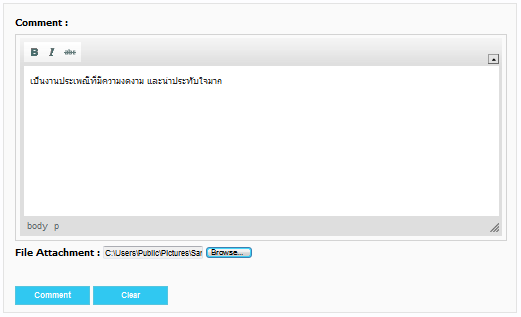 Comment :
B I abc
เป็นงานประเพณีที่มีความงดงาม และน่าประทับใจมาก
body p
File Attachment : C:\Users\Public\Pictures\Sar Browse...
Comment Clear